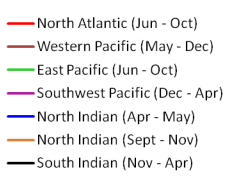 North Atlantic (Jun - Oct)
Western Pacific (May - Dec)
East Pacific (Jun - Oct)
Southwest Pacific (Dec - Apr)
North Indian (Apr - May)
North Indian (Sept - Nov)
South Indian (Nov - Apr)